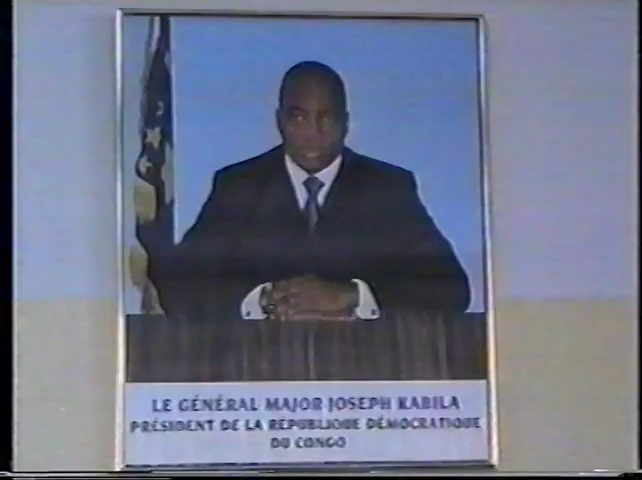 LE GÉNÉRAL MAJOR JOSEPH KABILA
PRÉSIDENT DE LA RÉPUBLIQUE DÉMOCRATIQUE
DU CONGO